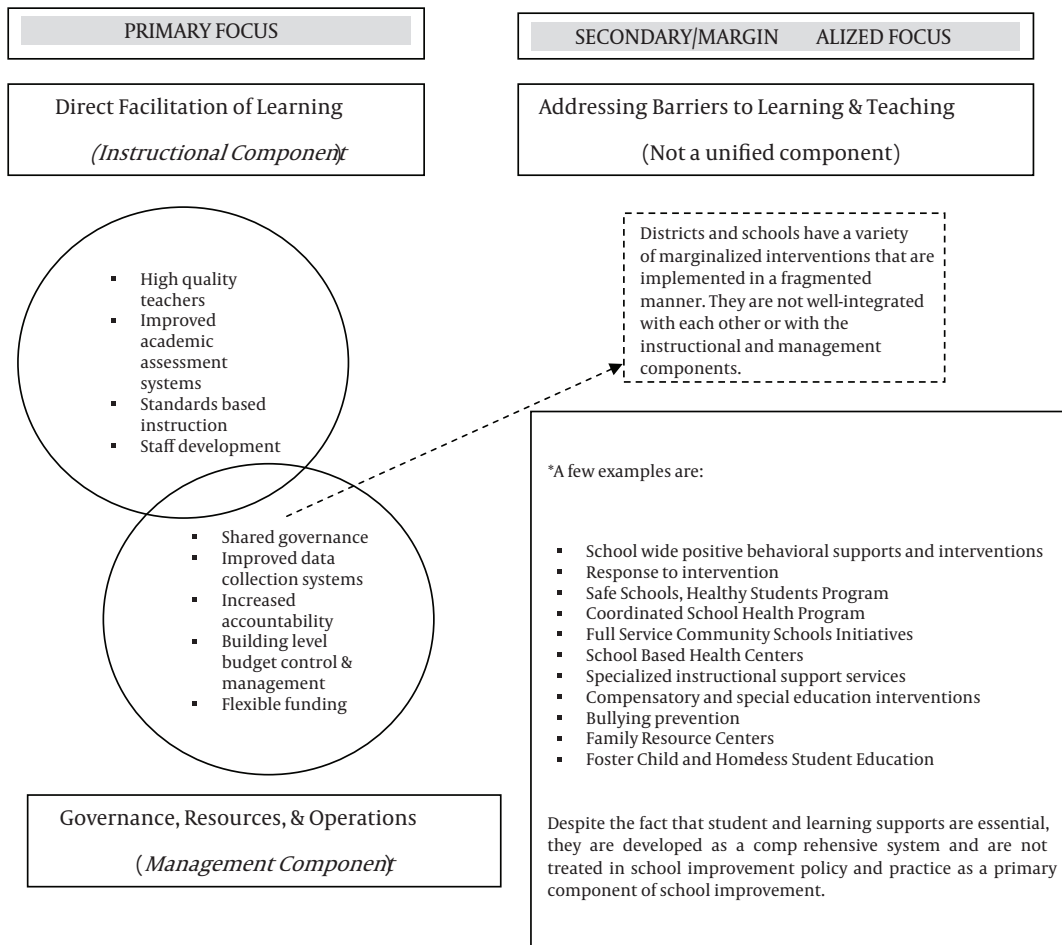 PRIMARY FOCUS
SECONDARY/MARGIN ALIZED FOCUS
Direct Facilitation of Learning
(Instructional Component)
Addressing Barriers to Learning & Teaching
(Not a unified component)
▪ High quality
teachers
▪ Improved
academic
assessment
systems
▪ Standards based
instruction
▪ Staff development
Districts and schools have a variety
of marginalized interventions that are
implemented in a fragmented
manner. They are not well-integrated
with each other or with the
instructional and management
components.
▪ Shared governance
▪ Improved data
collection systems
▪ Increased
accountability
▪ Building level
budget control &
management
▪ Flexible funding
Governance, Resources, & Operations
(Management Component)
*A few examples are:
▪ School wide positive behavioral supports and interventions
▪ Response to intervention
▪ Safe Schools, Healthy Students Program
▪ Coordinated School Health Program
▪ Full Service Community Schools Initiatives
▪ School Based Health Centers
▪ Specialized instructional support services
▪ Compensatory and special education interventions
▪ Bullying prevention
▪ Family Resource Centers
▪ Foster Child and Homeless Student Education
Despite the fact that student and learning supports are essential,
they are developed as a comp rehensive system and are not
treated in school improvement policy and practice as a primary
component of school improvement.